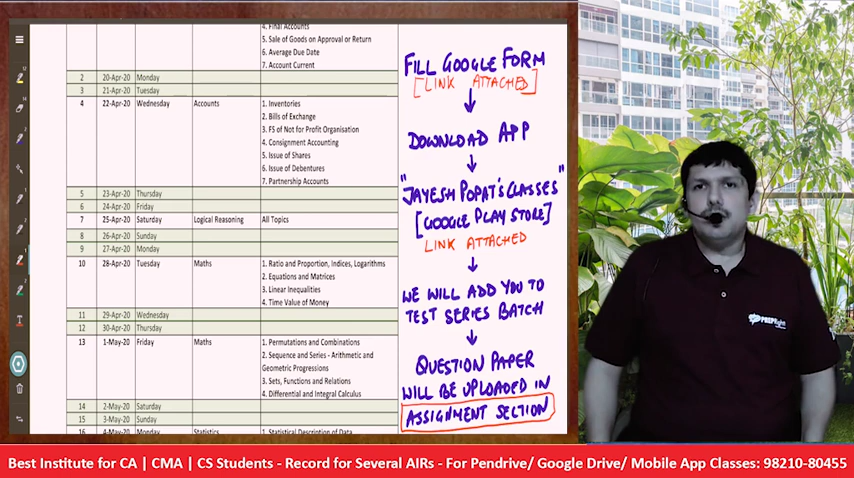 4. Final Accounts
5. Sale of Goods on Approval or Return
6. Average Due Date
7. Account Current
2 20-Apr-20 Monday
3 21-Apr-20 Tuesday
4 22-Apr-20 Wednesday Accounts 1. Inventories
2. Bills of Exchange
3. FS of Not for Profit Organisation
4. Consignment Accounting
5. Issue of Shares
6. Issue of Debentures
7. Partnership Accounts
5 23-Apr-20 Thursday
6 24-Apr-20 Friday
7 25-Apr-20 Saturday Logical Reasoning All Topics
8 26-Apr-20 Sunday
9 27-Apr-20 Monday
10 28-Apr-20 Tuesday Maths 1. Ratio and Proportion, Indices, Logarithms
2. Equations and Matrices
3. Linear Inequalities
4. Time Value of Money
11 29-Apr-20 Wednesday
12 30-Apr-20 Thursday
13 1-May-20 Friday Maths 1. Permutations and Combinations
2. Sequence and Series - Arithmetic and
Geometric Progressions
3. Sets, Functions and Relations
4. Differential and Integral Calculus
14 2-May-20 Saturday
15 3-May-20 Sunday
16 4-May-20 Monday Statistics 1. Statistical Description of Data
FILL GOOGLE FORM
[LINK ATTACHED]
DOWNLOAD APP
"JAYESH POPAT'S CLASSES"
[GOOGLE PLAY STORE]
LINK ATTACHED
WE WILL ADD YOU TO
TEST SERIES BATCH
QUESTION PAPER
WILL BE UPLOADED IN
ASSIGNMENT SECTION
Best Institute for CA | CMA | CS Students - Record for Several AIRs - For Pendrive/ Google Drive/ Mobile App Classes: 98210-80455